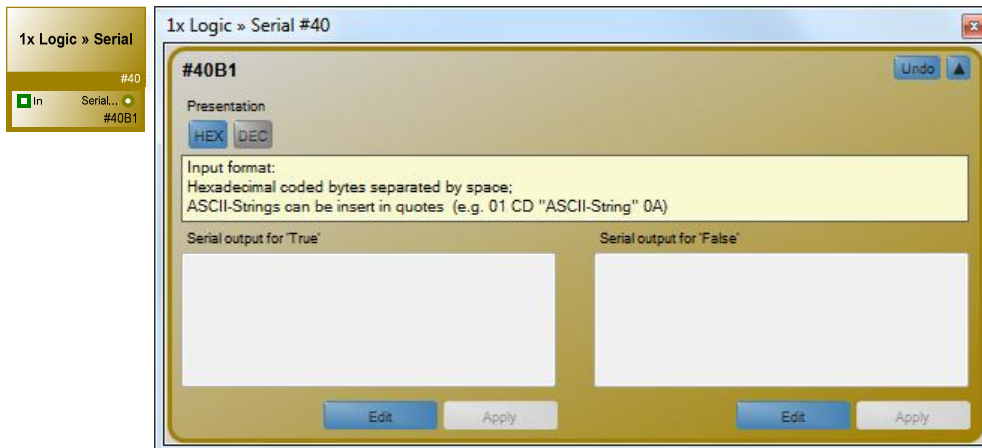 1x Logic » Serial
#40
In Serial...
#40B1
1x Logic » Serial #40
x
#40B1
Undo ▲
Presentation
HEX DEC
Input format:
Hexadecimal coded bytes separated by space;
ASCII-Strings can be insert in quotes (e.g. 01 CD "ASCII-String" 0A)
Serial output for 'True' Serial output for 'False'
Edit Apply Edit Apply